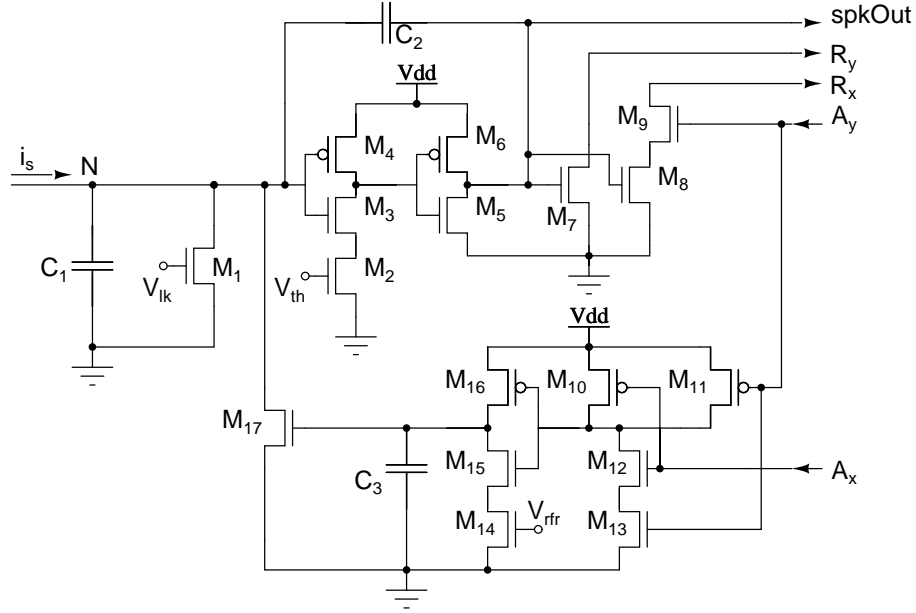 spkOut
C2
Ry
Vdd
Rx
M9
Ay
M4
M6
is
N
M8
M3
M5
M7
C1
M1
M2
Vlk
Vth
Vdd
M16
M10
M11
M17
M15
M12
Ax
C3
M14
Vrfr
M13